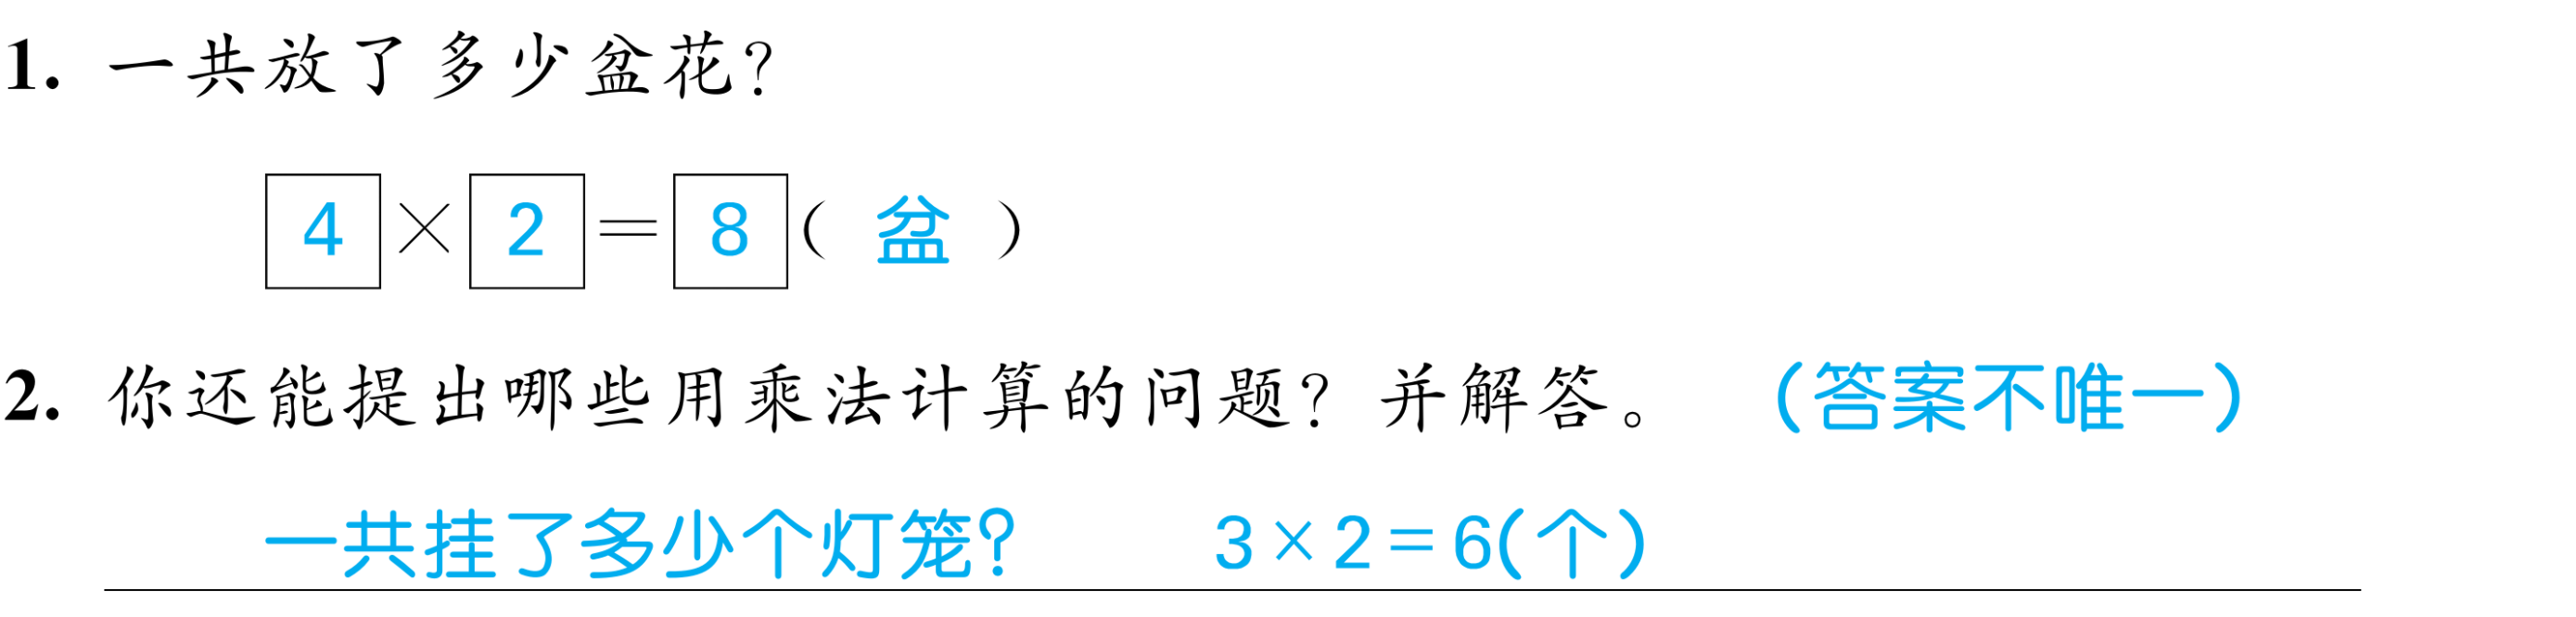 1. 一共放了多少盆花?
4×2=8(盆)
2. 你还能提出哪些用乘法计算的问题? 并解答。 (答案不唯一)
一共挂了多少个灯笼? 3×2=6(个)